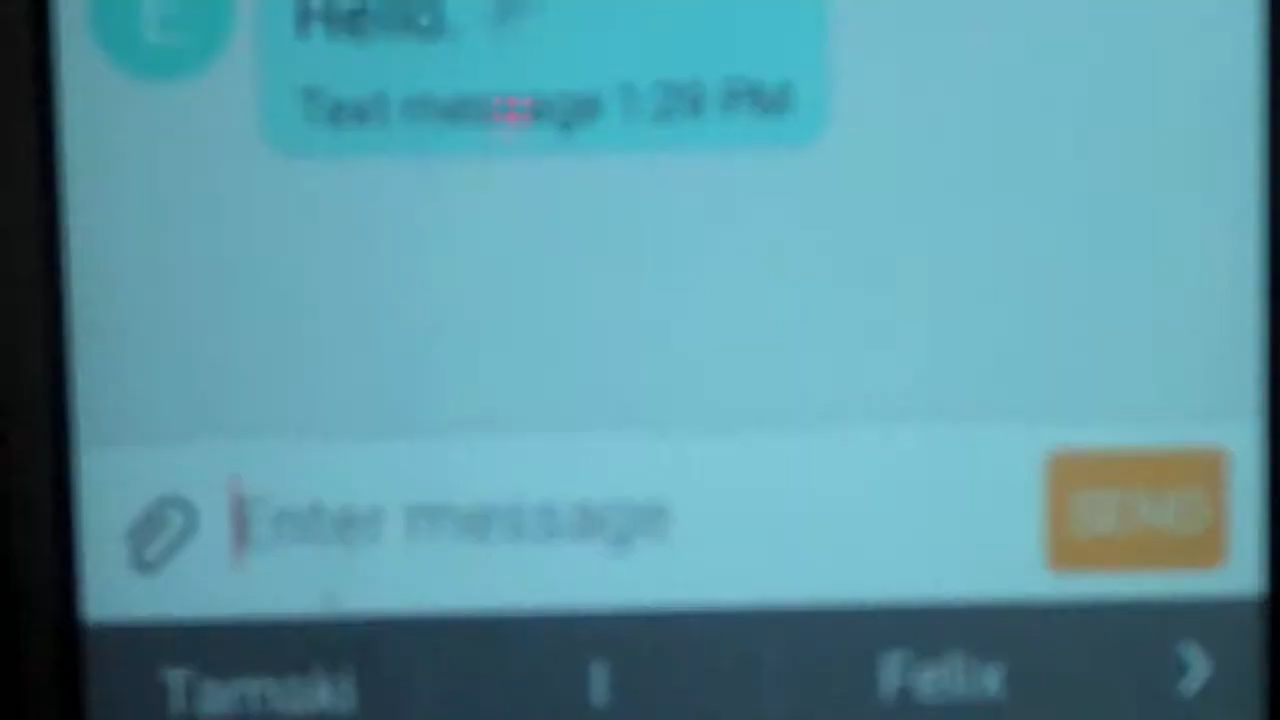 Hello.
Text message 1:29 PM
Enter message
SEND
Tamaki I Felix